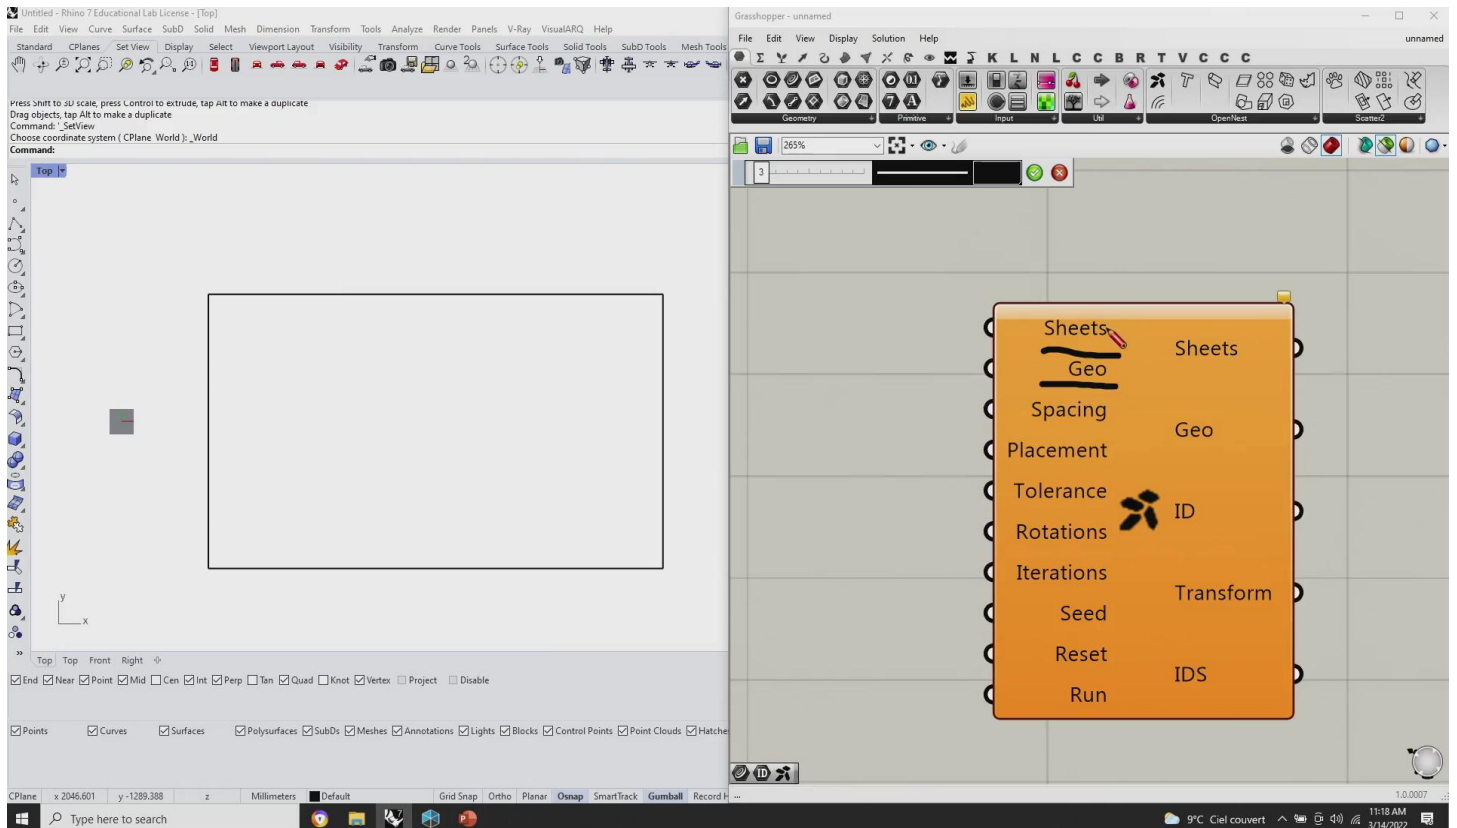 Untitled - Rhino 7 Educational Lab License - [Top]
File Edit View Curve Surface SubD Solid Mesh Dimension Transform Tools Analyze Render Panels V-Ray VisualARQ Help
Standard CPlanes Set View Display Select Viewport Layout Visibility Transform Curve Tools Surface Tools Solid Tools SubD Tools Mesh Tools
Press Shift to 3D scale, press Control to extrude, tap Alt to make a duplicate
Drag objects, tap Alt to make a duplicate
Command: '_SetView
Choose coordinate system ( CPlane World ): _World
Command:
Top
y
x
Top Top Front Right
End Near Point Mid Cen Int Perp Tan Quad Knot Vertex Project Disable
Points Curves Surfaces Polysurfaces SubDs Meshes Annotations Lights Blocks Control Points Point Clouds Hatche
CPlane x 2046.601 y -1289.388 z Millimeters Default Grid Snap Ortho Planar Osnap SmartTrack Gumball Record H
Grasshopper - unnamed
File Edit View Display Solution Help unnamed
K L N L C C B R T V C C C
Geometry Primitive Input Util OpenNest Scatter2
265%
3
Sheets
Geo
Spacing
Placement
Tolerance
Rotations
Iterations
Seed
Reset
Run
Sheets
Geo
ID
Transform
IDS
ID
... 1.0.0007
Type here to search
9°C Ciel couvert
11:18 AM
3/14/2022